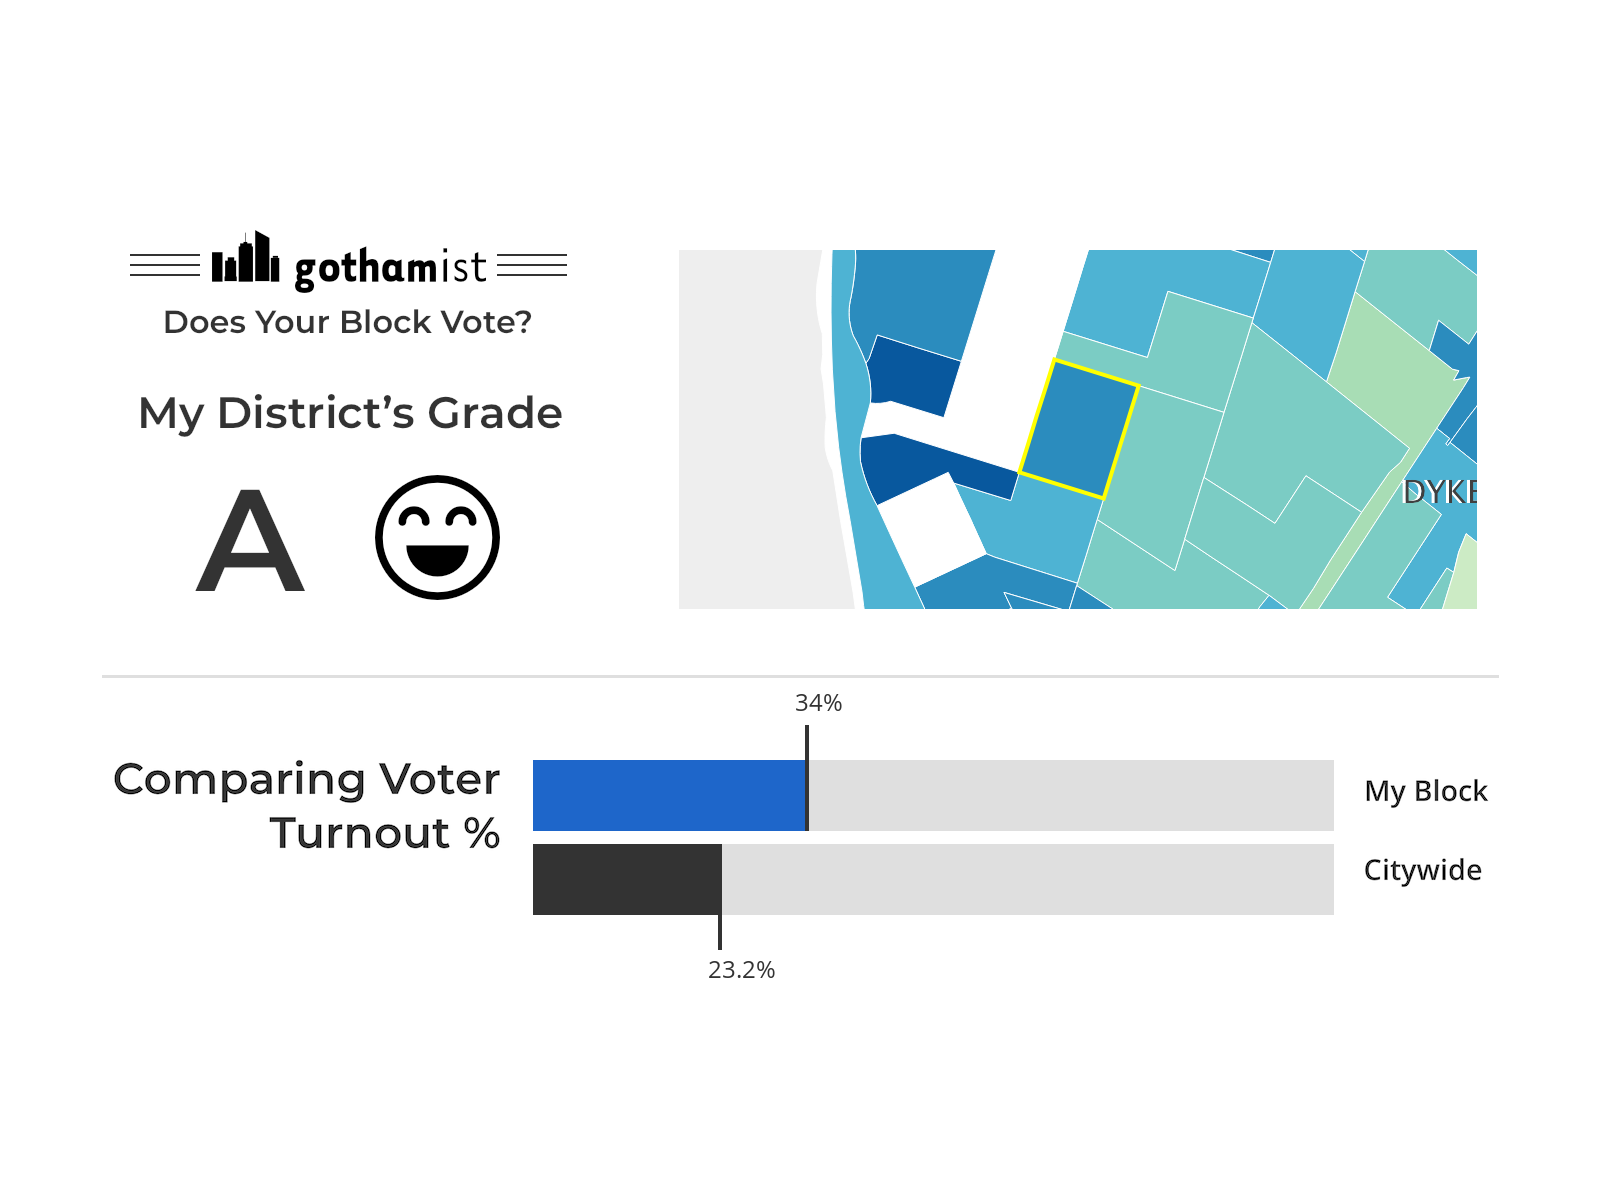 gothamist
Does Your Block Vote?
My District's Grade
A
DYKE
34%
Comparing Voter
Turnout %
My Block
Citywide
23.2%